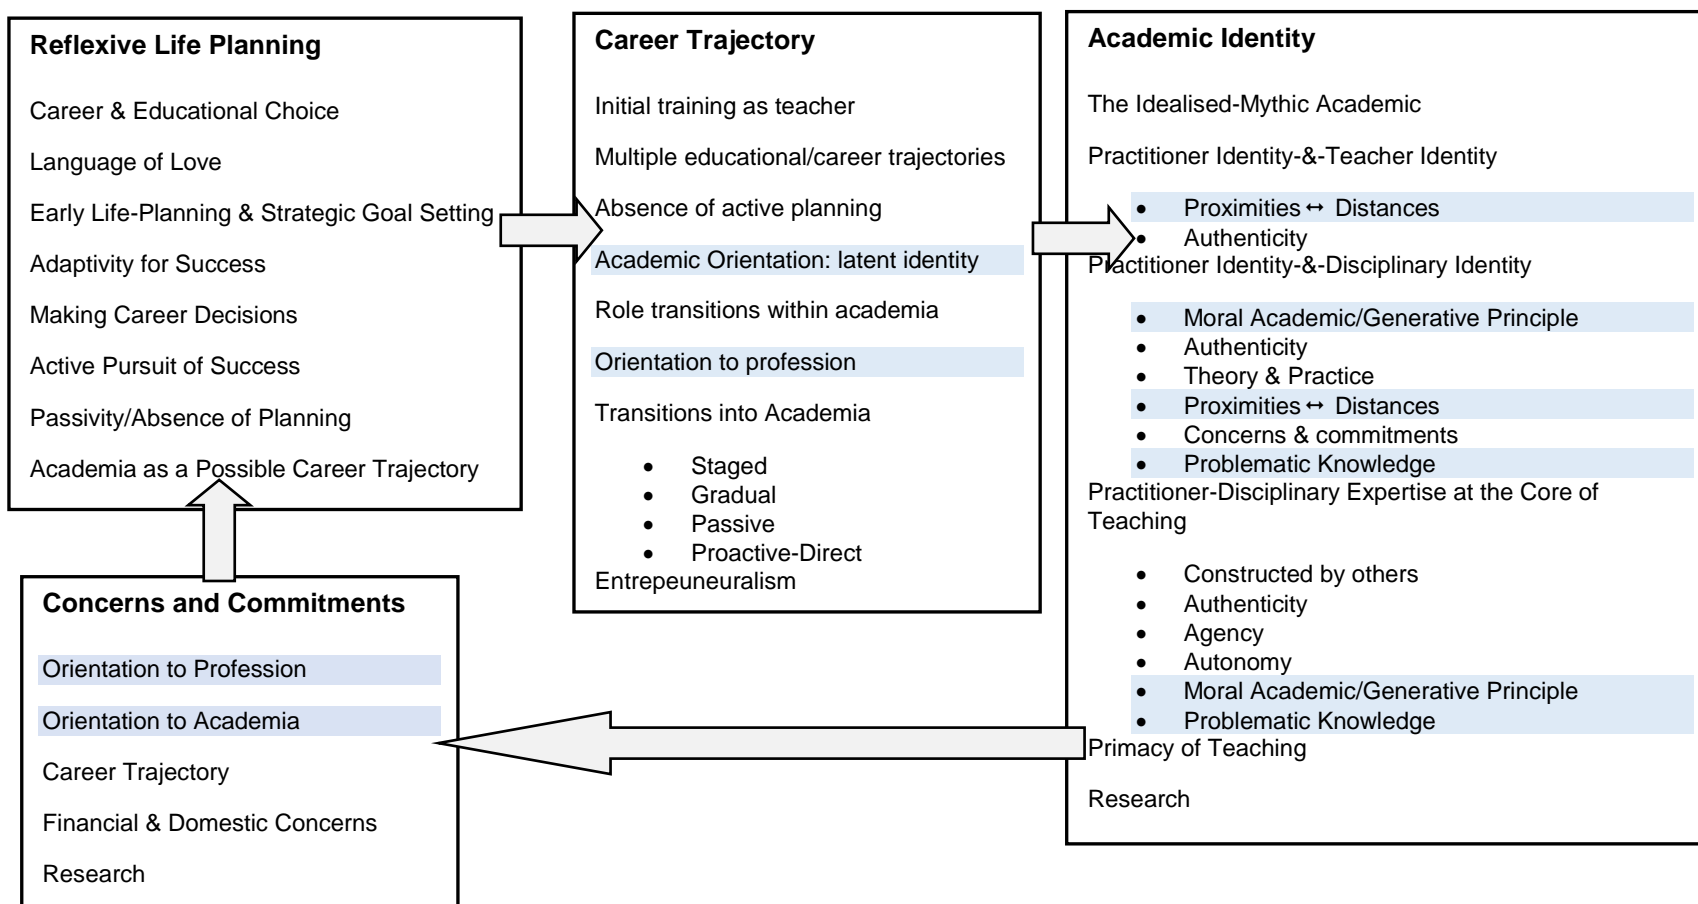 Reflexive Life Planning
Career & Educational Choice
Language of Love
Early Life-Planning & Strategic Goal Setting
Adaptivity for Success
Making Career Decisions
Active Pursuit of Success
Passivity/Absence of Planning
Academia as a Possible Career Trajectory
Career Trajectory
Initial training as teacher
Multiple educational/career trajectories
Absence of active planning
Academic Orientation: latent identity
Role transitions within academia
Orientation to profession
Transitions into Academia
• Staged
• Gradual
• Passive
• Proactive-Direct
Entrepeuneuralism
Academic Identity
The Idealised-Mythic Academic
Practitioner Identity-&-Teacher Identity
• Proximities ↔ Distances
• Authenticity
Practitioner Identity-&-Disciplinary Identity
• Moral Academic/Generative Principle
• Authenticity
• Theory & Practice
• Proximities ↔ Distances
• Concerns & commitments
• Problematic Knowledge
Practitioner-Disciplinary Expertise at the Core of
Teaching
• Constructed by others
• Authenticity
• Agency
• Autonomy
• Moral Academic/Generative Principle
• Problematic Knowledge
Primacy of Teaching
Research
Concerns and Commitments
Orientation to Profession
Orientation to Academia
Career Trajectory
Financial & Domestic Concerns
Research